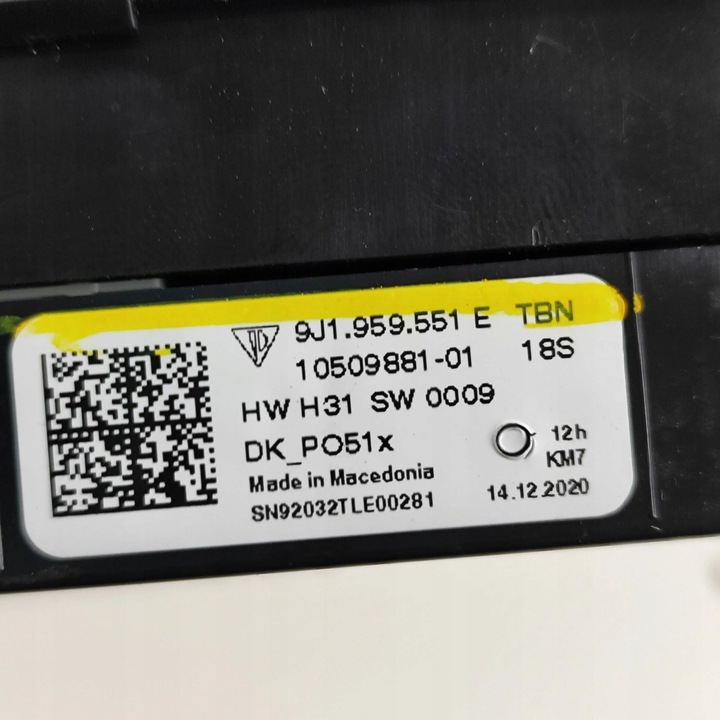 9J1.959.551 E TBN
10509881-01 18S
HW H31 SW 0009
DK_PO51x 12h
KM7
Made in Macedonia
SN92032TLE00281 14.12.2020